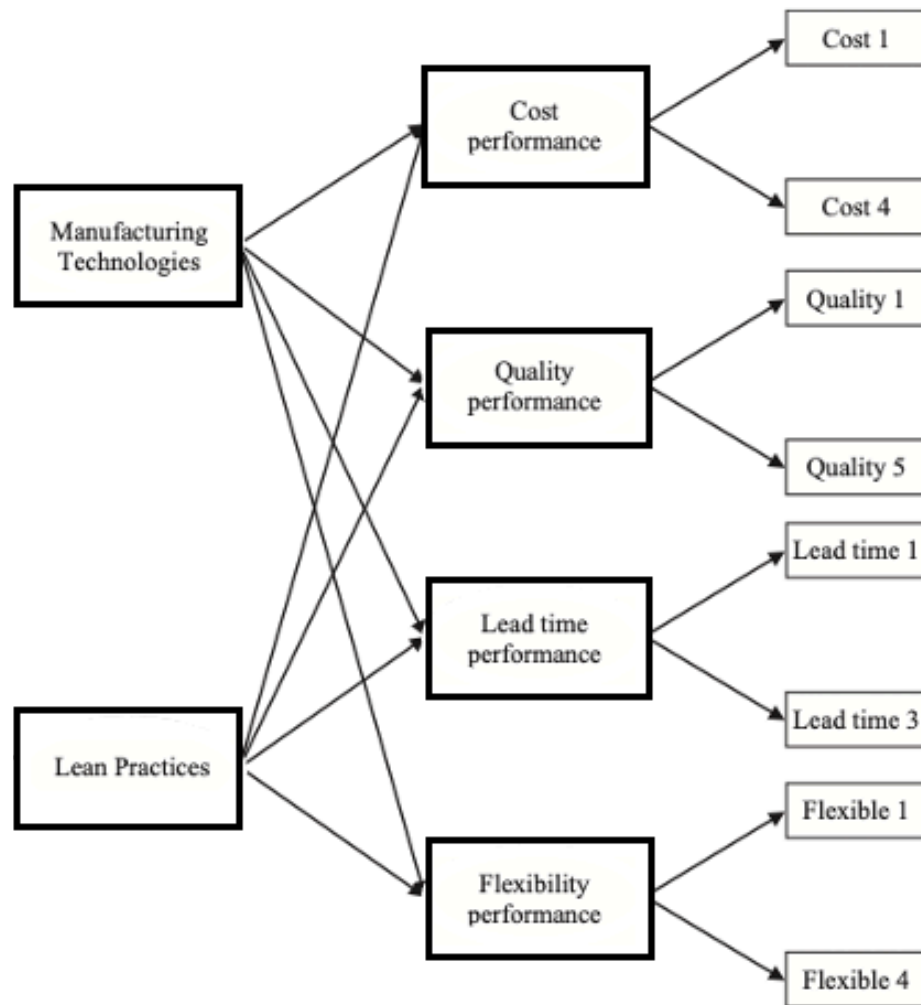 Cost 1
Cost
performance
Cost 4
Manufacturing
Technologies
Quality 1
Quality
performance
Quality 5
Lead time 1
Lead time
performance
Lead time 3
Lean Practices
Flexible 1
Flexibility
performance
Flexible 4